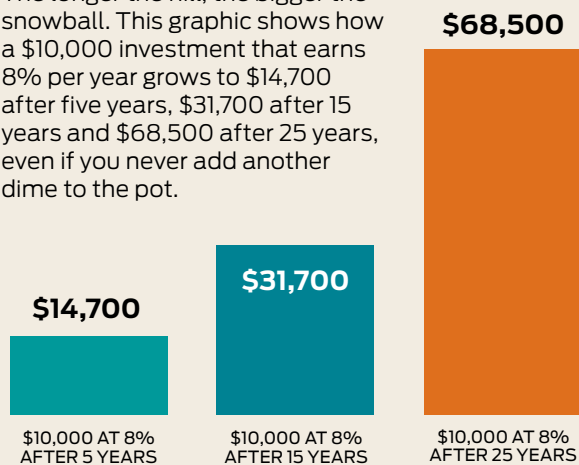 snowball. This graphic shows how
a $10,000 investment that earns
8% per year grows to $14,700
after five years, $31,700 after 15
years and $68,500 after 25 years,
even if you never add another
dime to the pot.
$14,700
$31,700
$68,500
$10,000 AT 8%
AFTER 5 YEARS
$10,000 AT 8%
AFTER 15 YEARS
$10,000 AT 8%
AFTER 25 YEARS